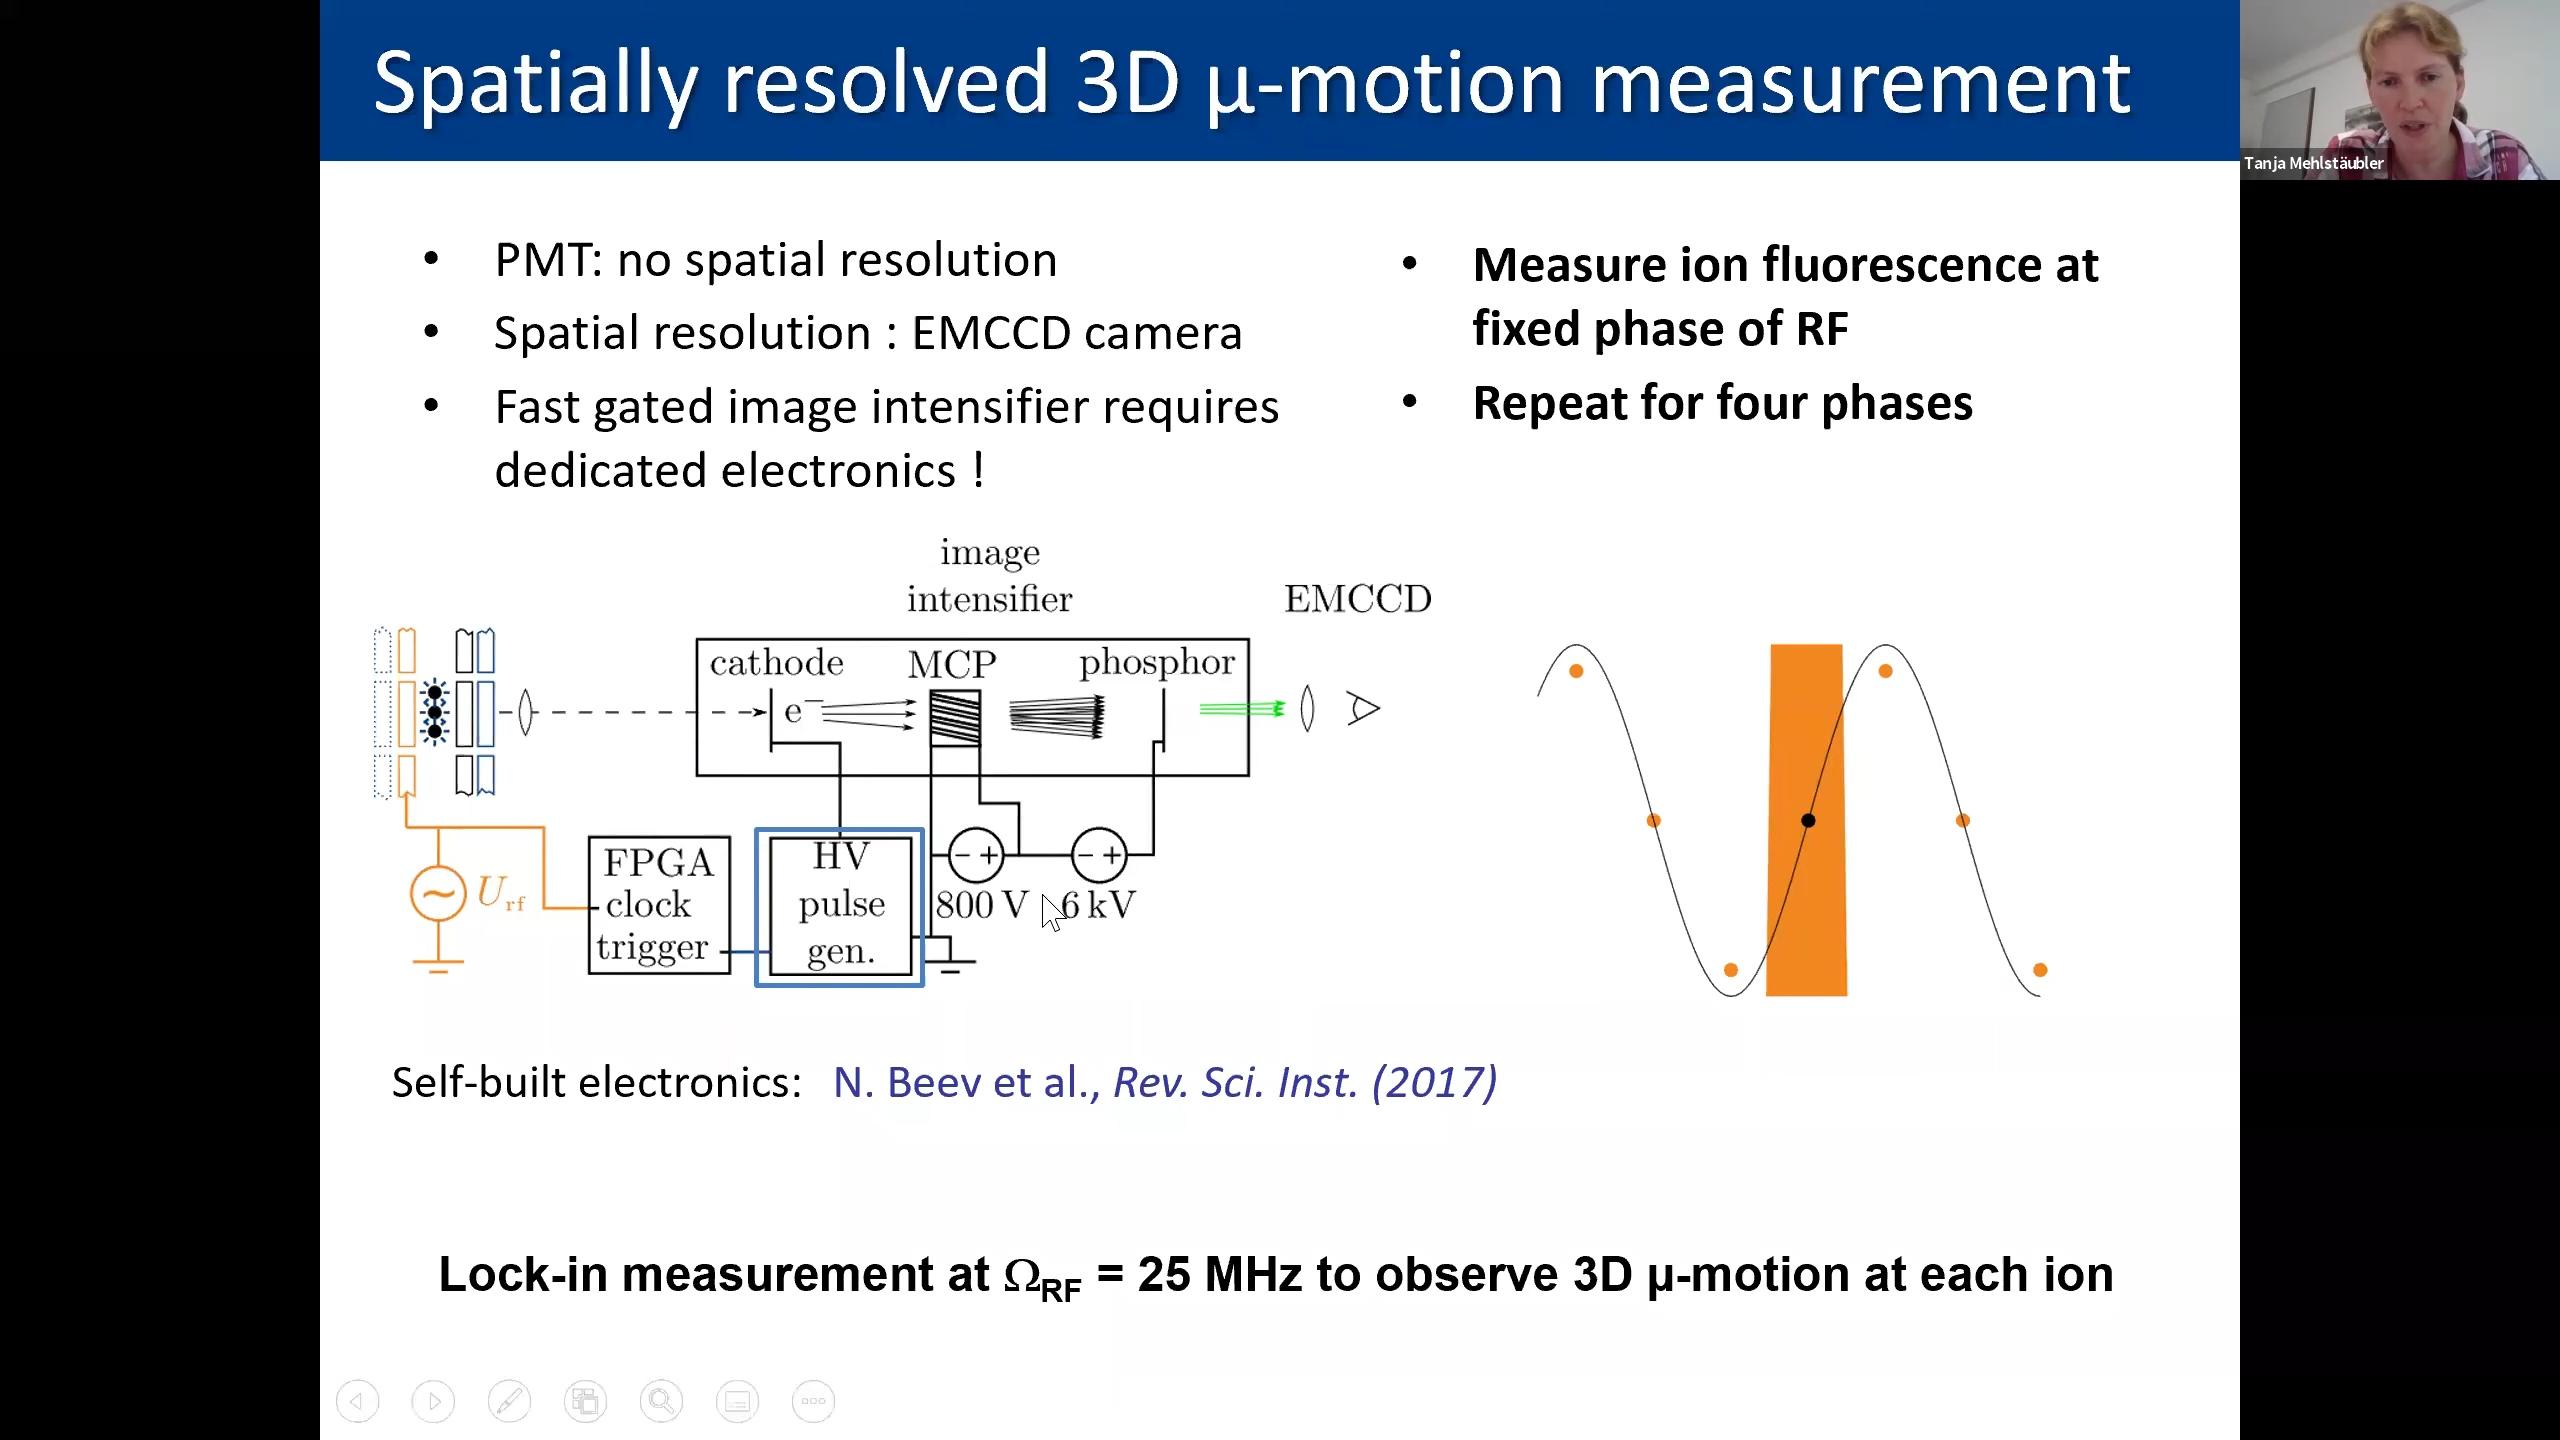 Spatially resolved 3D µ-motion measurement
Tanja Mehlstäubler
• PMT: no spatial resolution
• Spatial resolution : EMCCD camera
• Fast gated image intensifier requires
dedicated electronics !
• Measure ion fluorescence at
fixed phase of RF
• Repeat for four phases
image
intensifier
EMCCD
cathode
MCP
phosphor
e⁻
FPGA
clock
trigger
HV
pulse
gen.
U_rf
- +
- +
800 V
6 kV
Self-built electronics: N. Beev et al., Rev. Sci. Inst. (2017)
Lock-in measurement at Ω_RF = 25 MHz to observe 3D µ-motion at each ion